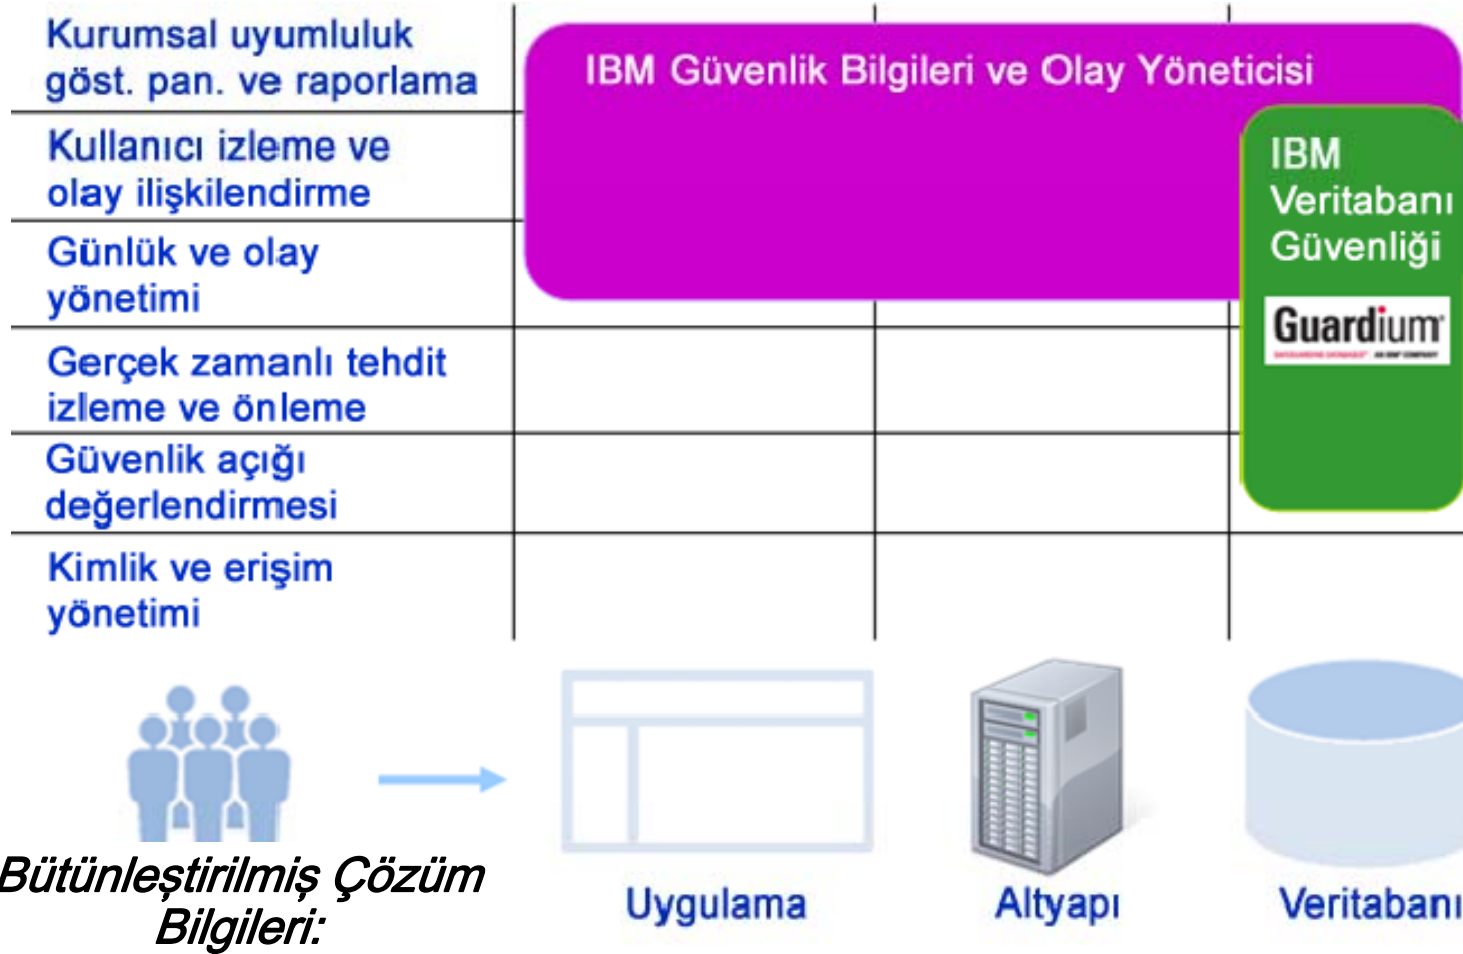 Kurumsal uyumluluk
göst. pan. ve raporlama
IBM Güvenlik Bilgileri ve Olay Yöneticisi
Kullanıcı izleme ve
olay ilişkilendirme
IBM
Veritabanı
Güvenliği
Günlük ve olay
yönetimi
Guardium
Gerçek zamanlı tehdit
izleme ve önleme
Güvenlik açığı
değerlendirmesi
Kimlik ve erişim
yönetimi
Bütünleştirilmiş Çözüm
Bilgileri:
Uygulama
Altyapı
Veritabanı